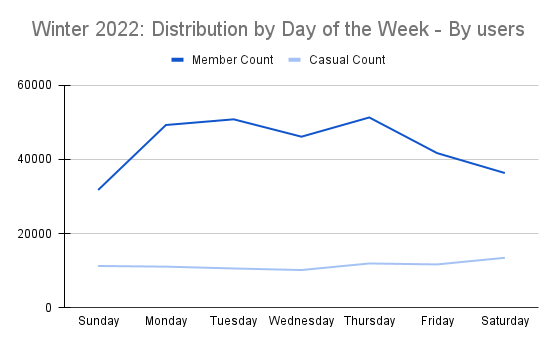 Winter 2022: Distribution by Day of the Week - By users
Member Count Casual Count
60000
40000
20000
0
Sunday Monday Tuesday Wednesday Thursday Friday Saturday